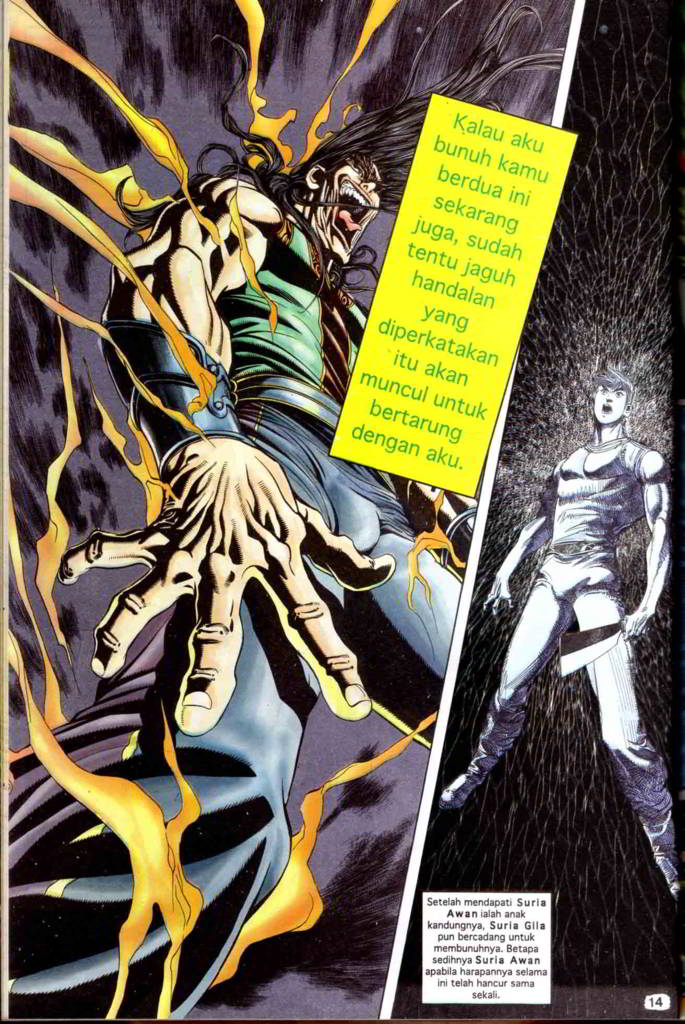 Kalau aku
bunuh kamu
berdua ini
sekarang
juga, sudah
tentu jaguh
handalan
yang
diperkatakan
itu akan
muncul untuk
bertarung
dengan aku.
Setelah mendapati Suria
Awan ialah anak
kandungnya, Suria Gila
pun bercadang untuk
membunuhnya. Betapa
sedihnya Suria Awan
apabila harapannya selama
ini telah hancur sama
sekali.
14